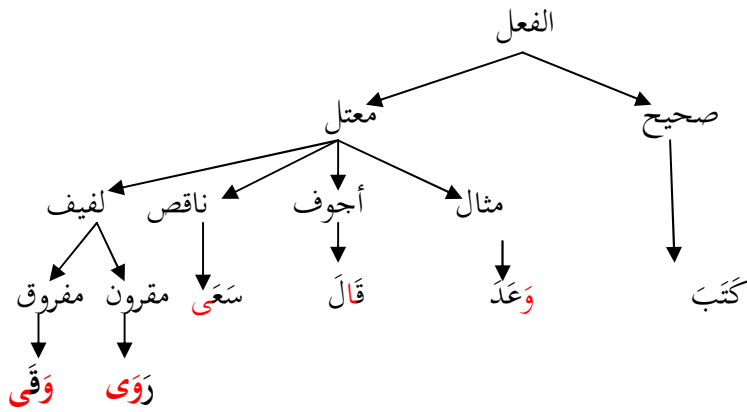 الفعل
صحيح معتل
مثال أجوف ناقص لفيف
كَتَبَ وَعَدَ قَالَ سَعَى مقرون مفروق
رَوَى وَقَى